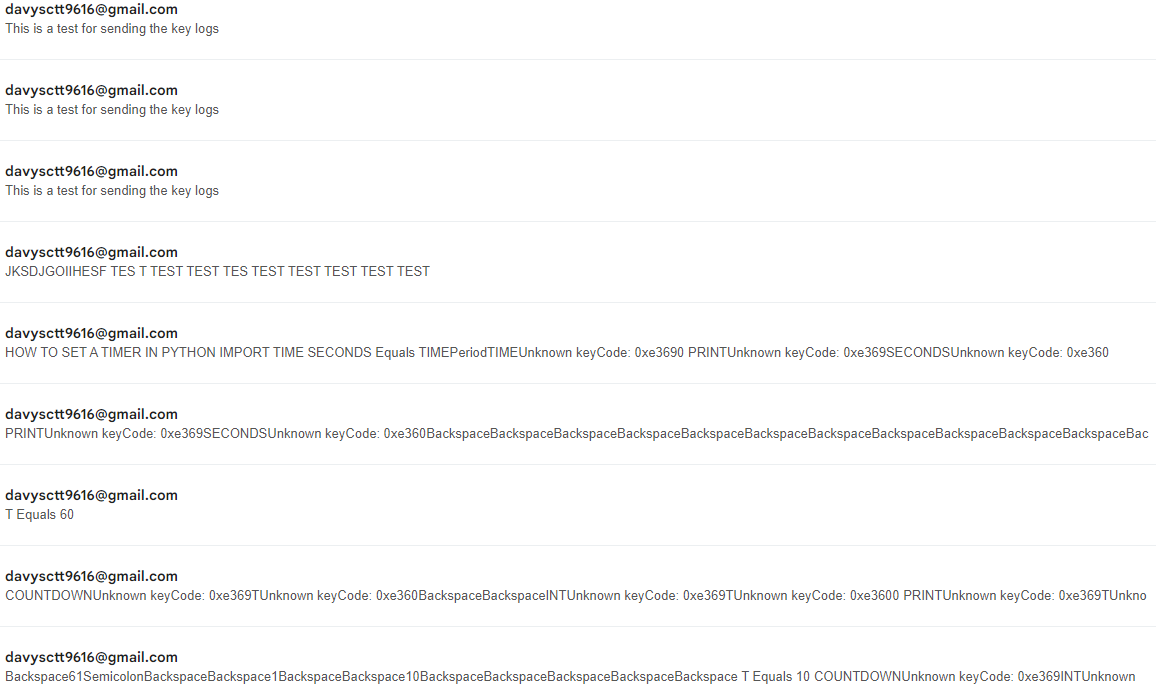 davysctt9616@gmail.com
This is a test for sending the key logs
davysctt9616@gmail.com
This is a test for sending the key logs
davysctt9616@gmail.com
This is a test for sending the key logs
davysctt9616@gmail.com
JKSDJGOIIHESF TES T TEST TEST TES TEST TEST TEST TEST TEST
davysctt9616@gmail.com
HOW TO SET A TIMER IN PYTHON IMPORT TIME SECONDS Equals TIMEPeriodTIMEUnknown keyCode: 0xe3690 PRINTUnknown keyCode: 0xe369SECONDSUnknown keyCode: 0xe360
davysctt9616@gmail.com
PRINTUnknown keyCode: 0xe369SECONDSUnknown keyCode: 0xe360BackspaceBackspaceBackspaceBackspaceBackspaceBackspaceBackspaceBackspaceBackspaceBackspaceBackspaceBac
davysctt9616@gmail.com
T Equals 60
davysctt9616@gmail.com
COUNTDOWNUnknown keyCode: 0xe369TUnknown keyCode: 0xe360BackspaceBackspaceINTUnknown keyCode: 0xe369TUnknown keyCode: 0xe3600 PRINTUnknown keyCode: 0xe369TUnkno
davysctt9616@gmail.com
Backspace61SemicolonBackspaceBackspace1BackspaceBackspace10BackspaceBackspaceBackspaceBackspaceBackspace T Equals 10 COUNTDOWNUnknown keyCode: 0xe369INTUnknown